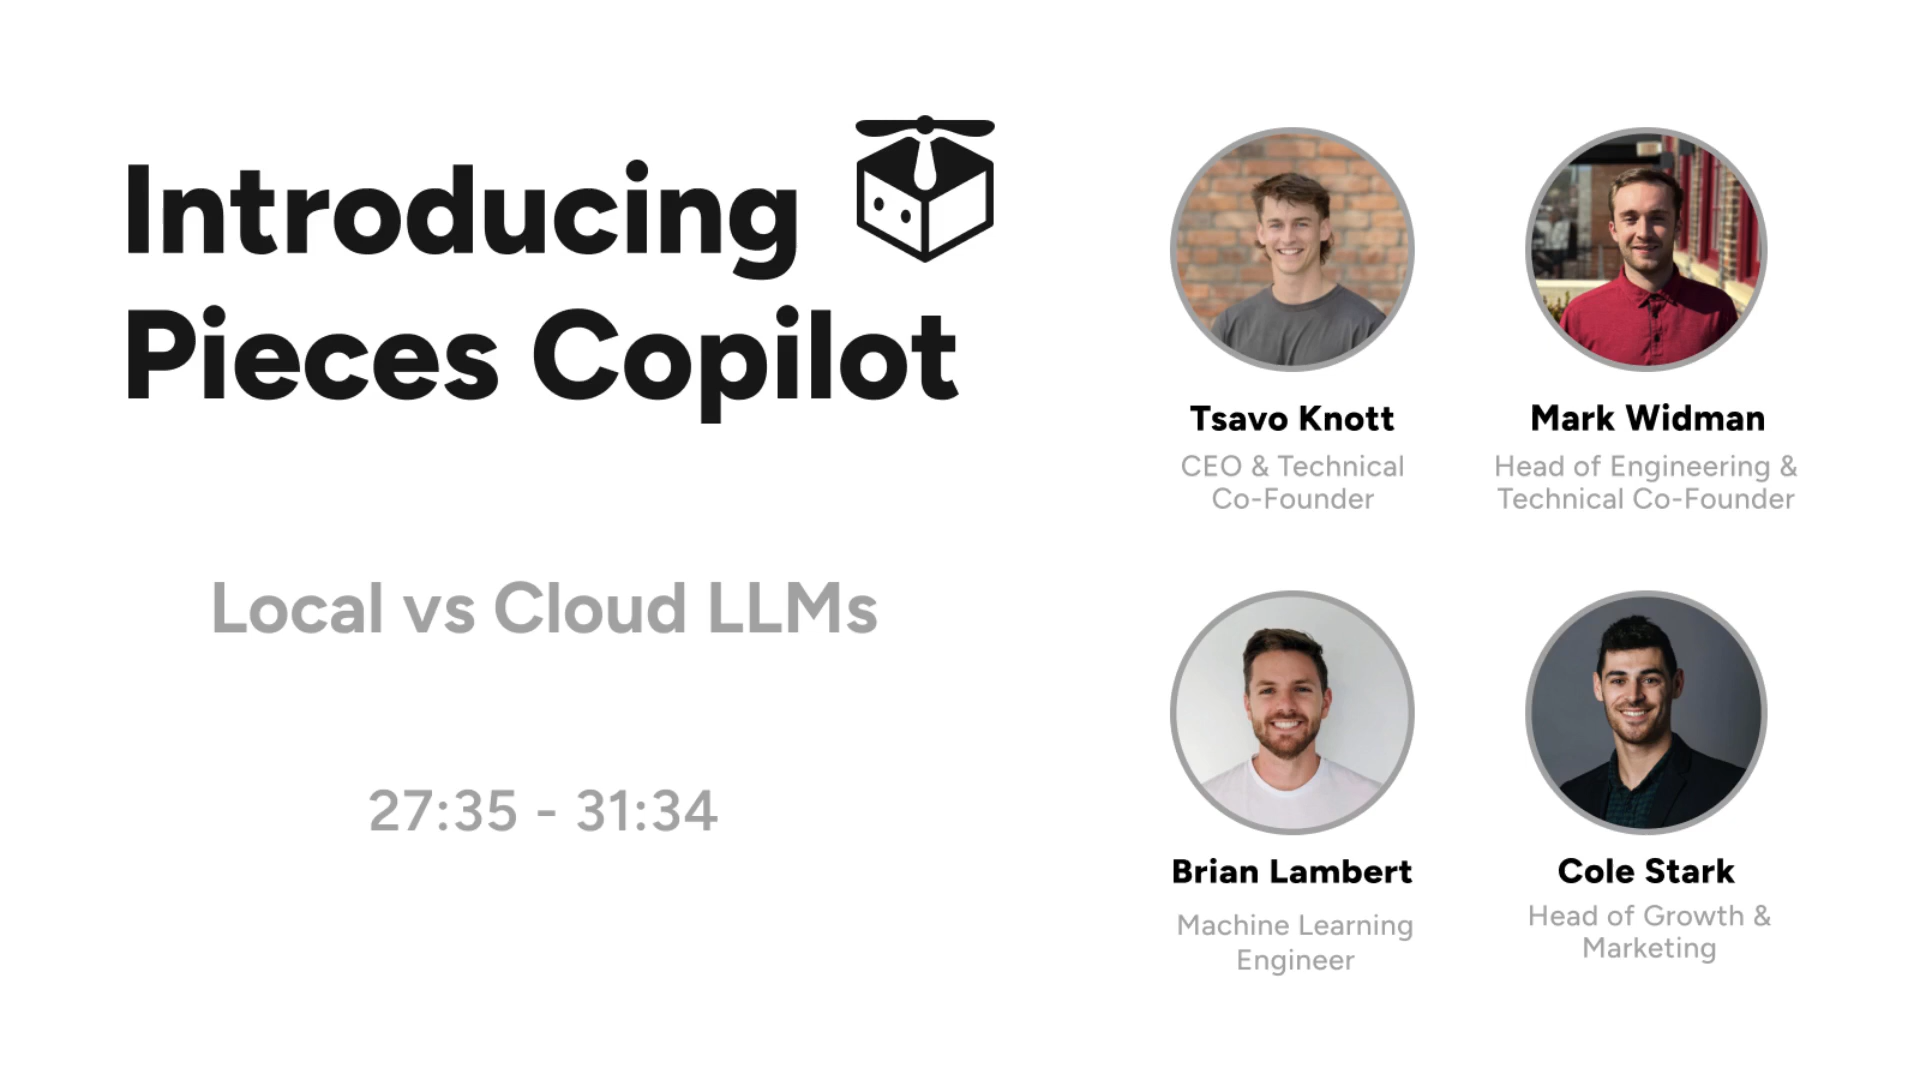 Introducing
Pieces Copilot
Local vs Cloud LLMs
27:35 - 31:34
Tsavo Knott
CEO & Technical
Co-Founder
Mark Widman
Head of Engineering &
Technical Co-Founder
Brian Lambert
Machine Learning
Engineer
Cole Stark
Head of Growth &
Marketing